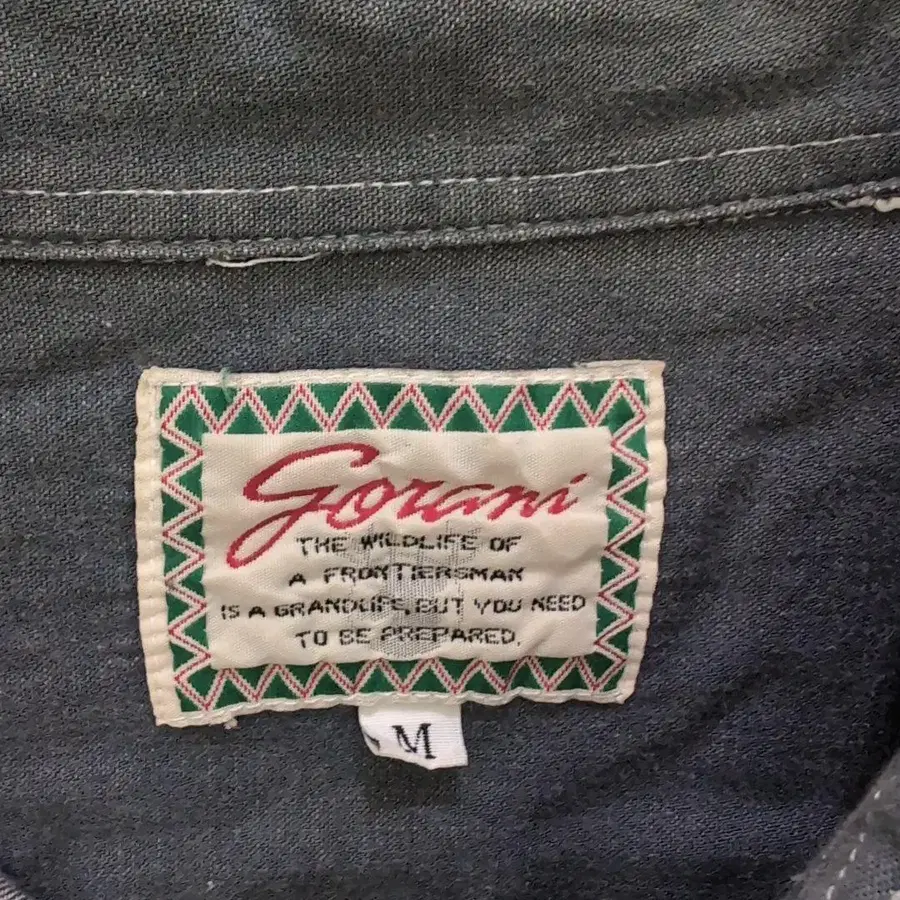 Gorani
THE WILDLIFE OF
A FRONTIERSMAN
IS A GRANDLIFE, BUT YOU NEED
TO BE PREPARED.
M